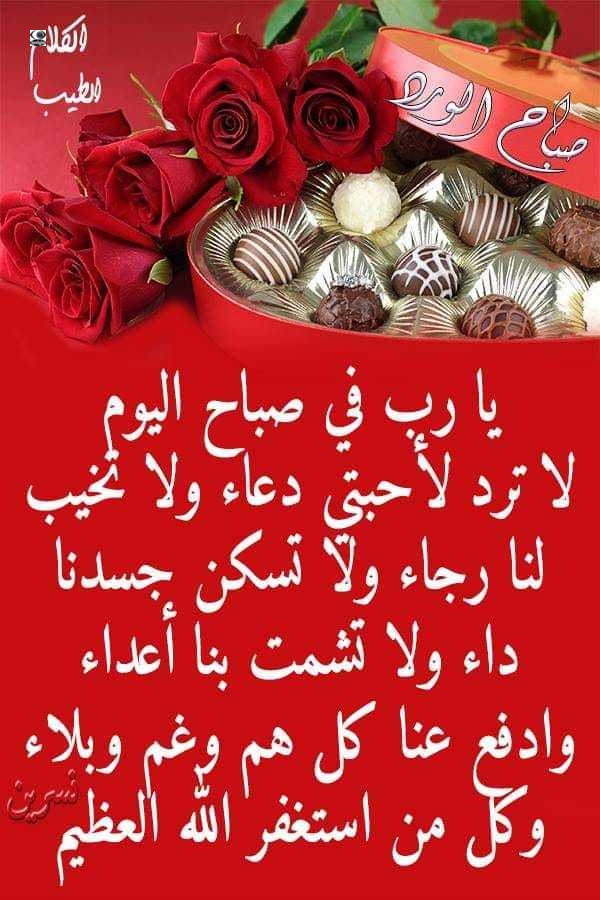 الكلام
الطيب
صباح الورد
يا رب في صباح اليوم
لا ترد لأحبتي دعاء ولا تخيب
لنا رجاء ولا تسكن جسدنا
داء ولا تشمت بنا أعداء
وادفع عنا كل هم وغم وبلاء
وكل من استغفر الله العظيم
نسرين